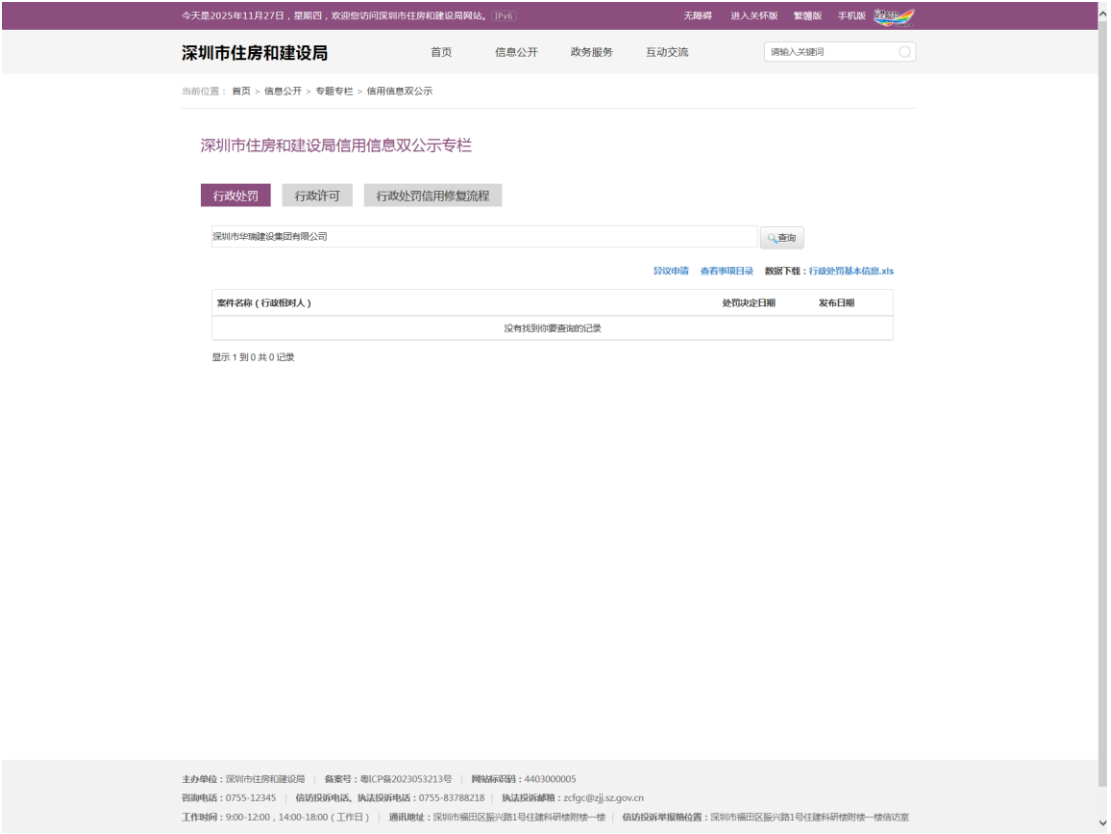 今天是2025年11月27日，星期四，欢迎您访问深圳市住房和建设局网站。 IPv6 无障碍 进入关怀版 繁體版 手机版
深圳市住房和建设局 首页 信息公开 政务服务 互动交流 请输入关键词
当前位置： 首页 > 信息公开 > 专题专栏 > 信用信息双公示
深圳市住房和建设局信用信息双公示专栏
行政处罚 行政许可 行政处罚信用修复流程
深圳市华瑞建设集团有限公司 查询
异议申请 查看事项目录 数据下载：行政处罚基本信息.xls
案件名称（行政相对人） 处罚决定日期 发布日期
没有找到你要查询的记录
显示 1 到 0 共 0 记录
主办单位：深圳市住房和建设局 | 备案号：粤ICP备2023053213号 | 网站标识码：4403000005
咨询电话：0755-12345 | 信访投诉电话、执法投诉电话：0755-83788218 | 执法投诉邮箱：zcfgc@zjj.sz.gov.cn
工作时间：9:00-12:00，14:00-18:00（工作日） | 通讯地址：深圳市福田区振兴路1号住建科研楼附楼一楼 | 信访投诉举报箱位置：深圳市福田区振兴路1号住建科研楼附楼一楼信访室